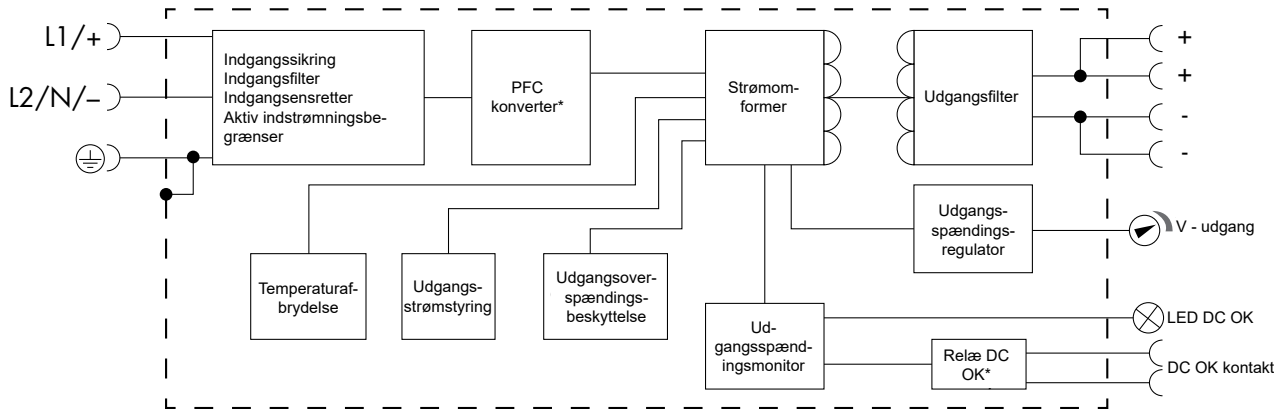 L1/+
L2/N/–
Indgangssikring
Indgangsfilter
Indgangsensretter
Aktiv indstrømningsbe-
grænser
PFC
konverter*
Strømom-
former
Udgangsfilter
+
+
-
-
Udgangs-
spændings-
regulator
V - udgang
Temperaturaf-
brydelse
Udgangs-
strømstyring
Udgangsover-
spændings-
beskyttelse
Ud-
gangsspænd-
ingsmonitor
LED DC OK
Relæ DC
OK*
DC OK kontakt